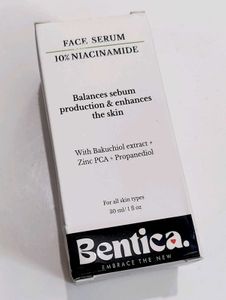 FACE SERUM
10% NIACINAMIDE
Balances sebum
production & enhances
the skin
With Bakuchiol extract +
Zinc PCA + Propanediol
For all skin types
30 ml/ 1 fl oz
Bentica.
EMBRACE THE NEW